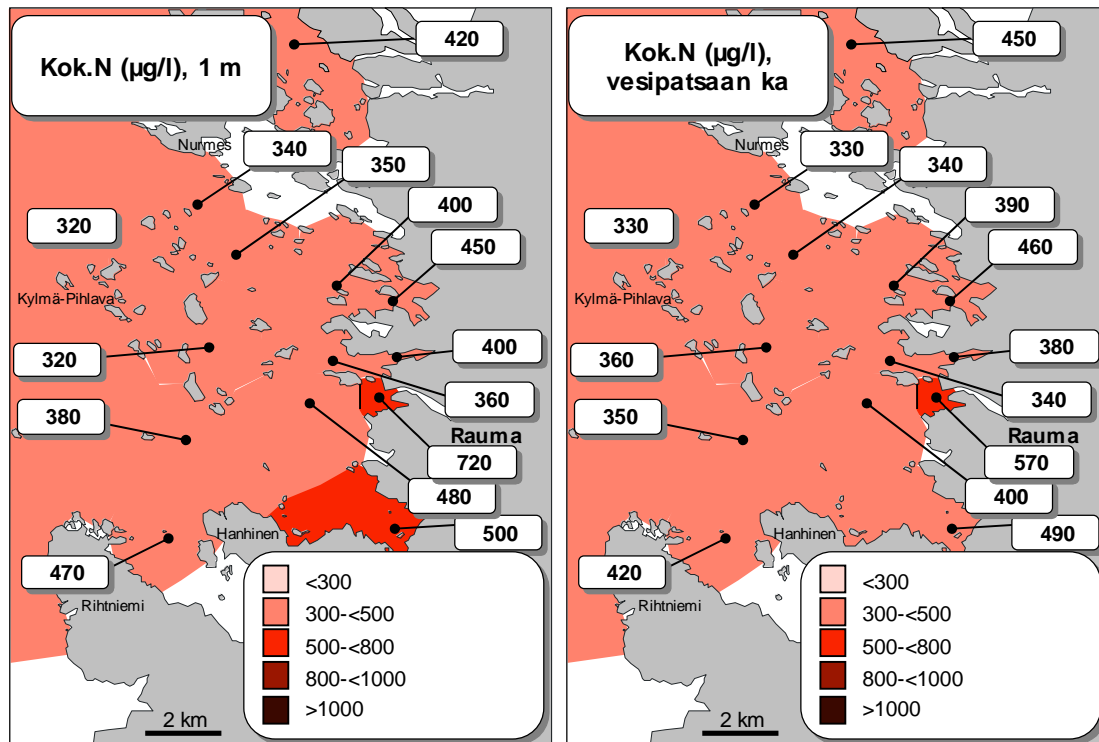 Kok.N (µg/l), 1 m
420
Nurmes
340
350
320
400
450
Kylmä-Pihlava
320
400
360
380
Rauma
720
480
Hanhinen
500
470
Rihtniemi
<300
300-<500
500-<800
800-<1000
>1000
2 km
Kok.N (µg/l),
vesipatsaan ka
450
Nurmes
330
340
330
390
460
Kylmä-Pihlava
360
380
340
350
Rauma
570
400
Hanhinen
490
420
Rihtniemi
<300
300-<500
500-<800
800-<1000
>1000
2 km